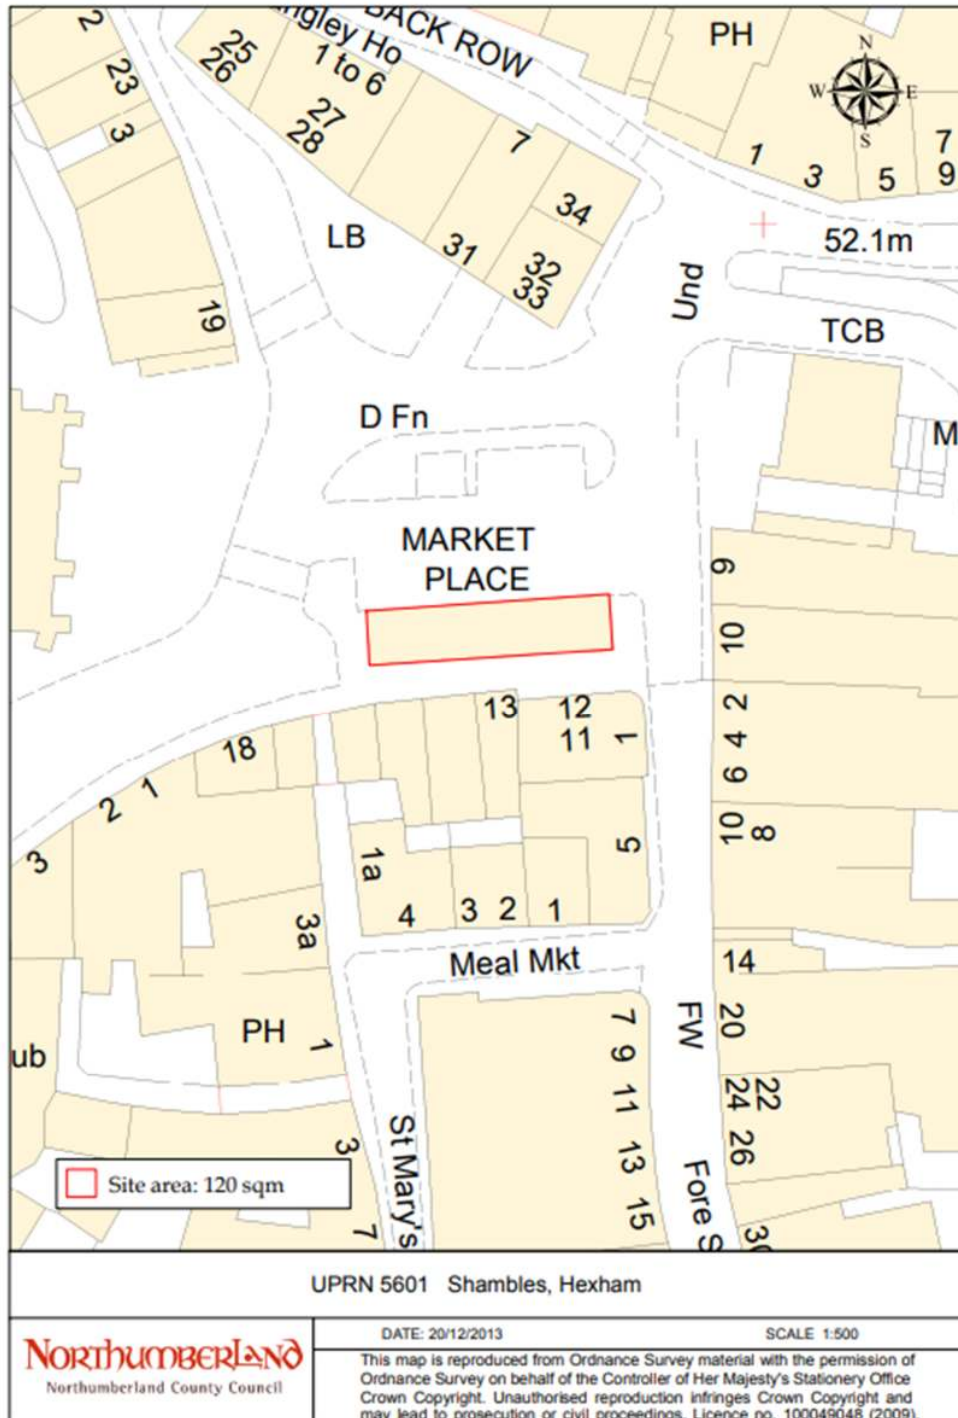 2
23
3
25
26
ngley Ho
1 to 6
27
28
BACK ROW
7
PH
N
W E
S
1
3
5
7
9
34
LB
31
32
33
52.1m
Und
19
TCB
D Fn
M
MARKET
PLACE
9
10
13
12
11
1
2
4
6
18
1
2
3
10
8
5
1a
4
3
2
1
3a
Meal Mkt
14
PH
1
ub
7
9
11
13
15
FW
20
24
22
26
3
St Mary's
Fore S
30
7
Site area: 120 sqm
UPRN 5601 Shambles, Hexham
NORTHUMBERLAND
Northumberland County Council
DATE: 20/12/2013
SCALE 1:500
This map is reproduced from Ordnance Survey material with the permission of
Ordnance Survey on behalf of the Controller of Her Majesty's Stationery Office
Crown Copyright. Unauthorised reproduction infringes Crown Copyright and
may lead to prosecution or civil proceedings. Licence no. 100049048 (2009)